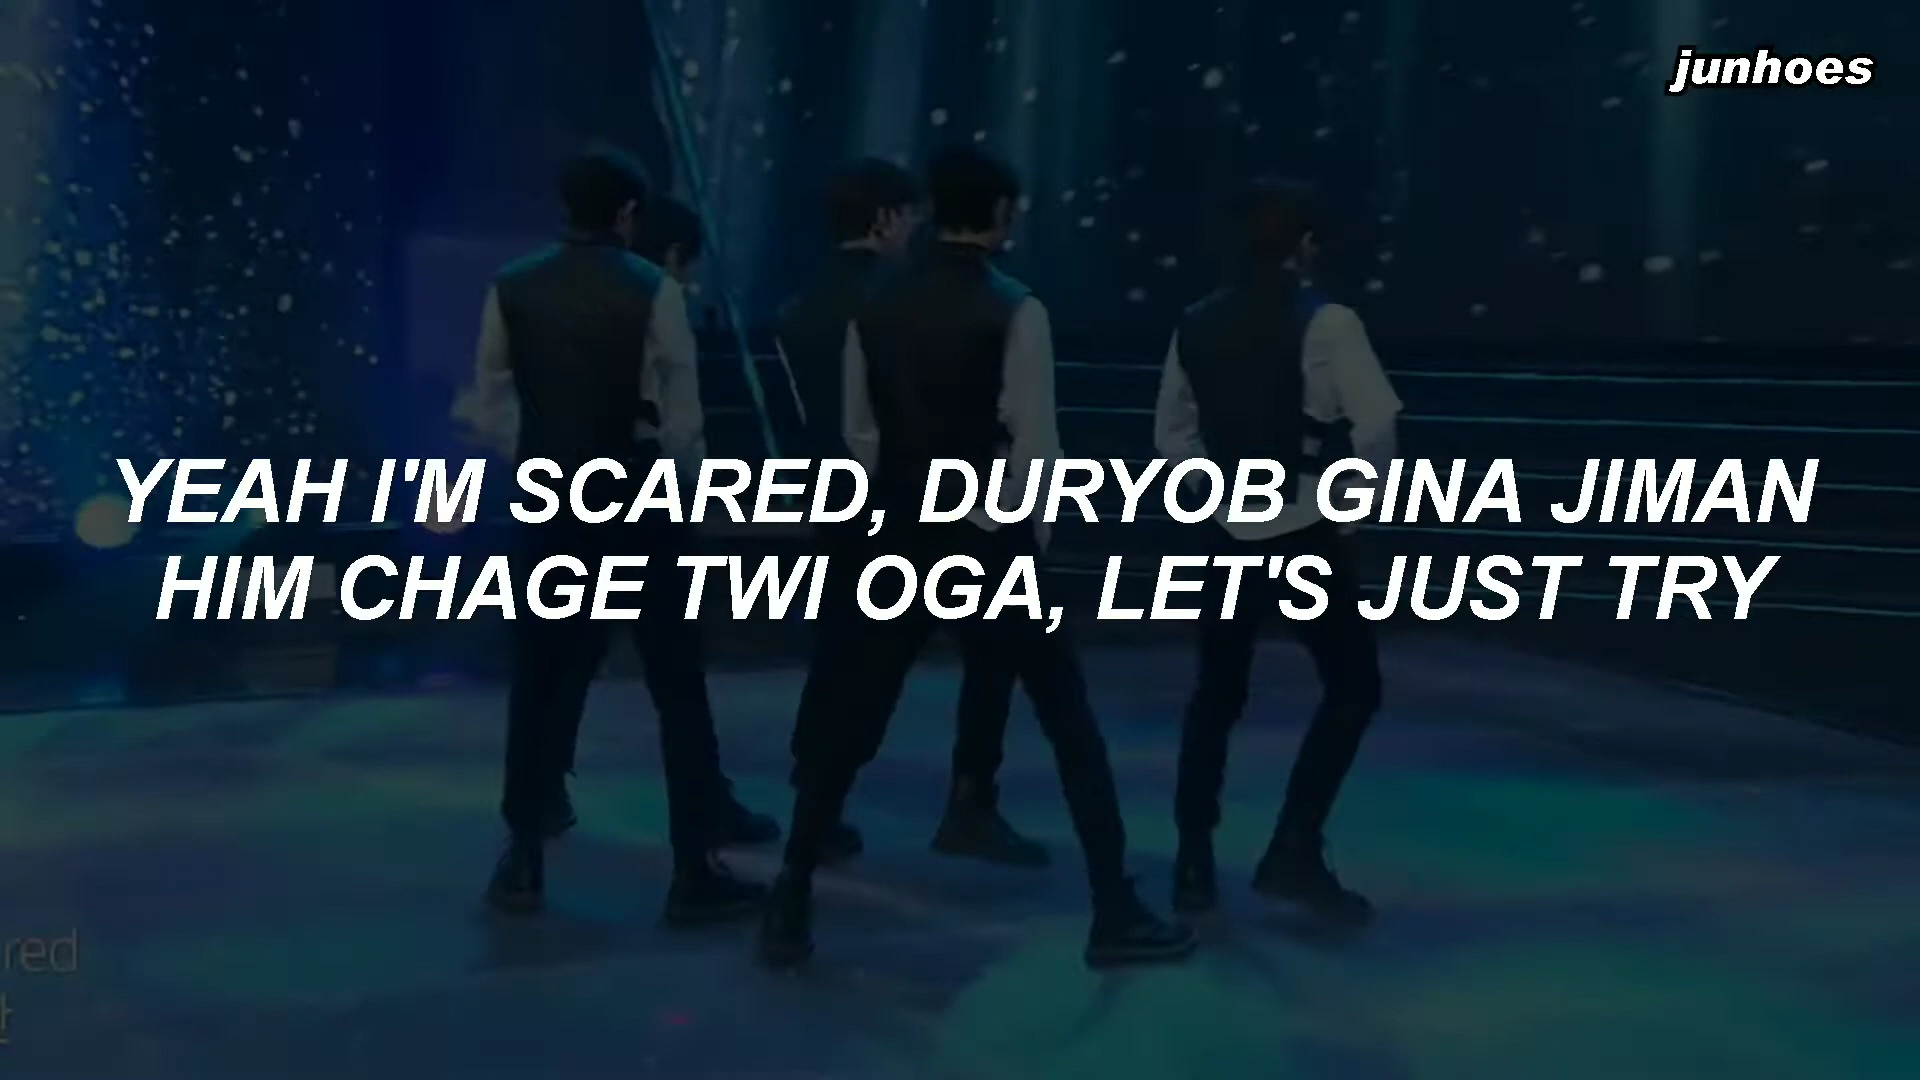 junhoes
YEAH I'M SCARED, DURYOB GINA JIMAN
HIM CHAGE TWI OGA, LET'S JUST TRY
red